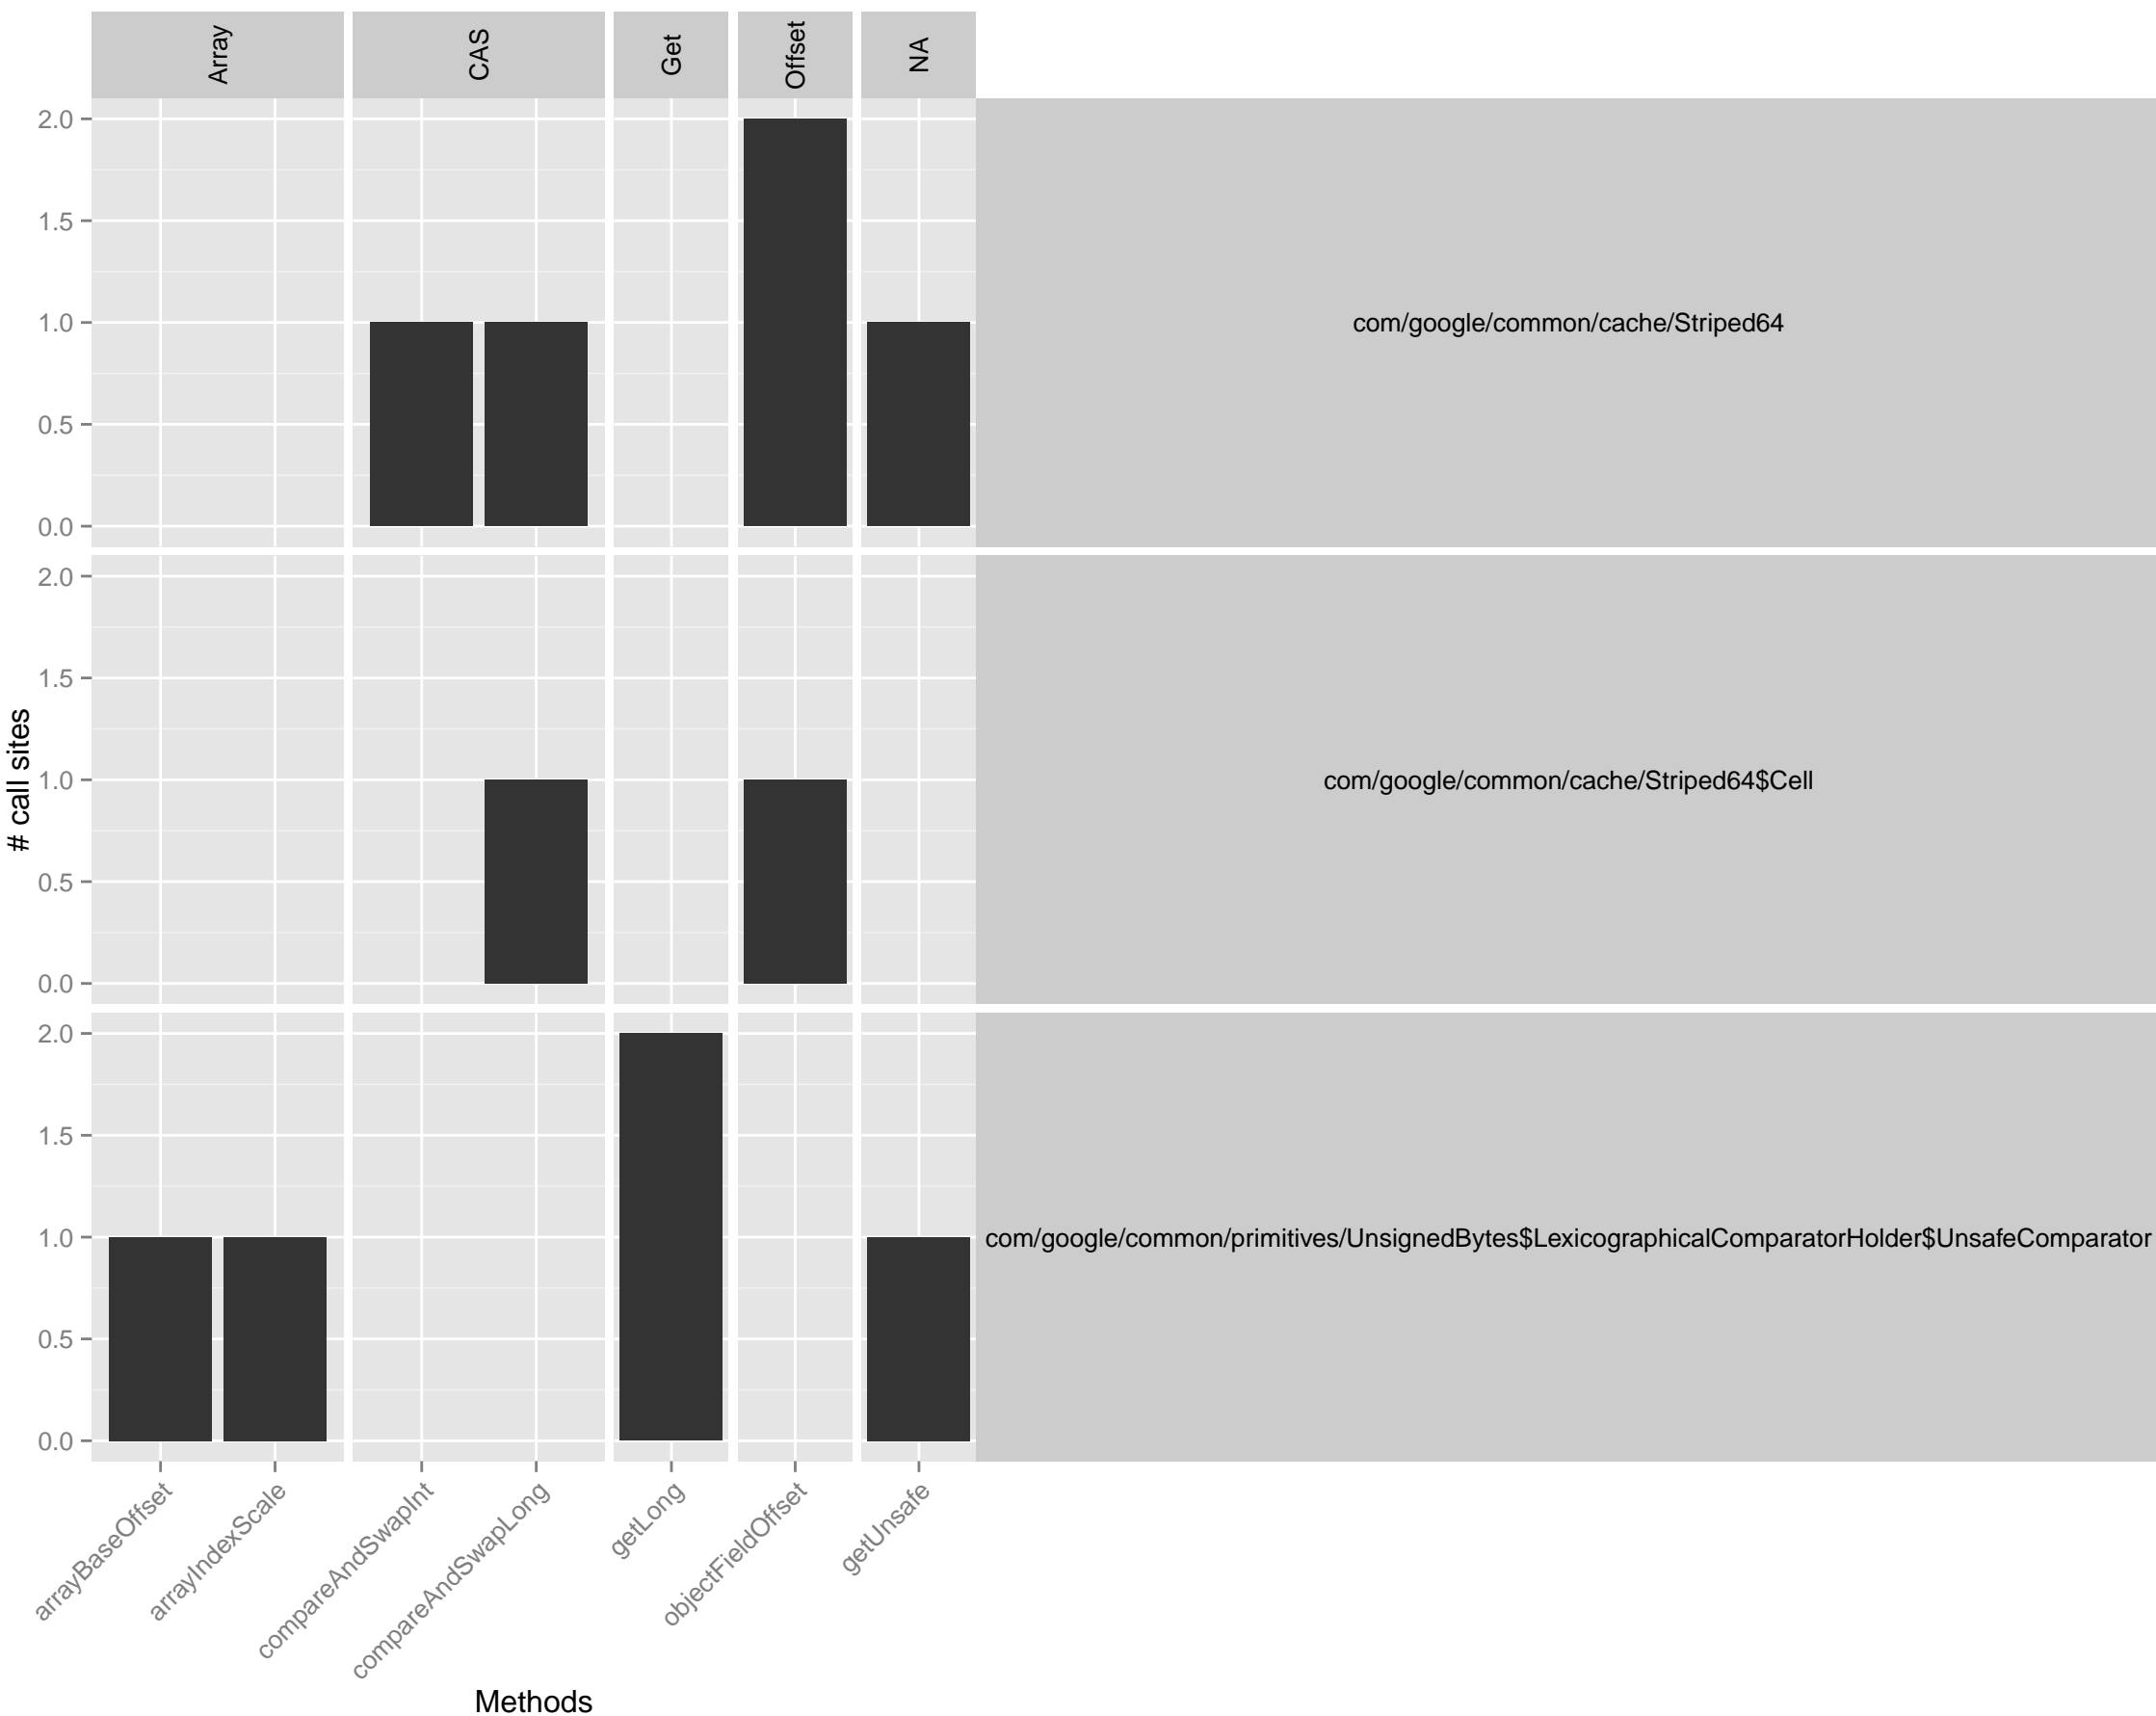 Array
CAS
Get
Offset
NA
2.0
1.5
1.0
0.5
0.0
com/google/common/cache/Striped64
2.0
1.5
1.0
0.5
0.0
com/google/common/cache/Striped64$Cell
2.0
1.5
1.0
0.5
0.0
com/google/common/primitives/UnsignedBytes$LexicographicalComparatorHolder$UnsafeComparator
# call sites
arrayBaseOffset
arrayIndexScale
compareAndSwapInt
compareAndSwapLong
getLong
objectFieldOffset
getUnsafe
Methods